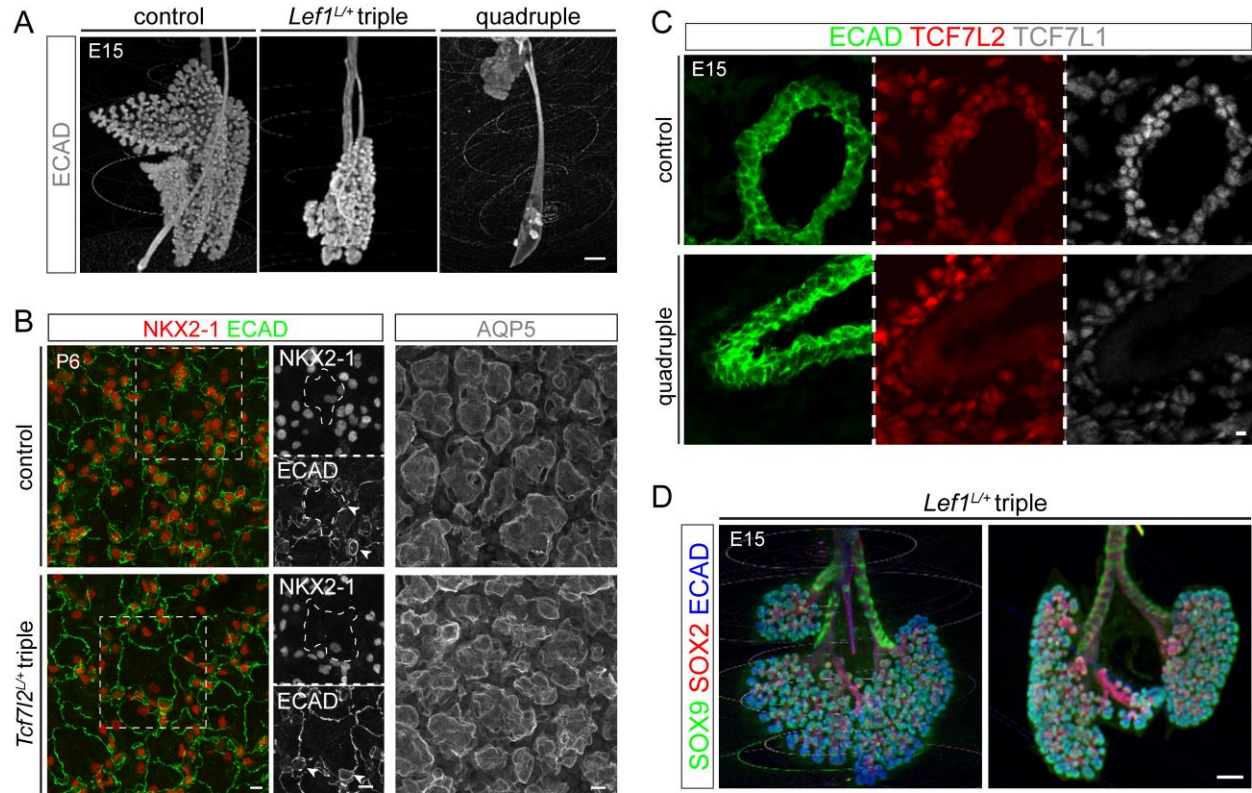 A
control
Lef1L/+ triple
quadruple
E15
ECAD
B
NKX2-1 ECAD
AQP5
P6
NKX2-1
ECAD
control
NKX2-1
ECAD
Tcf7l2L/+ triple
C
ECAD TCF7L2 TCF7L1
E15
control
quadruple
D
Lef1L/+ triple
E15
SOX9 SOX2 ECAD